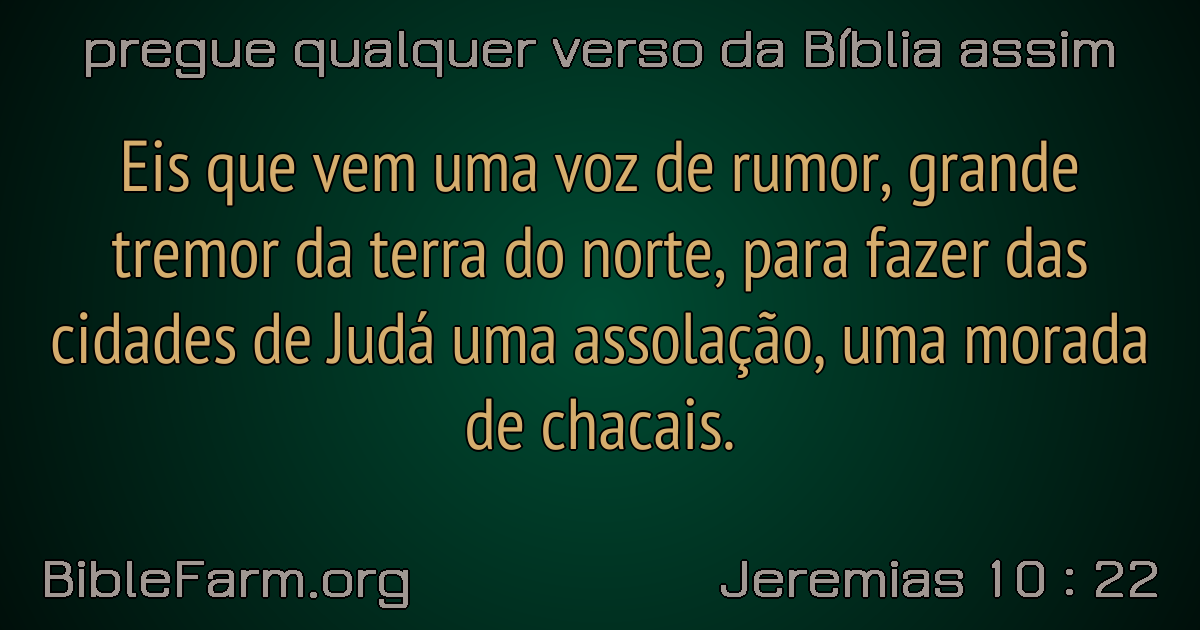 pregue qualquer verso da Bíblia assim
Eis que vem uma voz de rumor, grande
tremor da terra do norte, para fazer das
cidades de Judá uma assolação, uma morada
de chacais.
BibleFarm.org
Jeremias 10 : 22